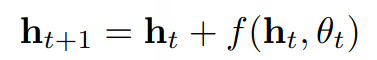 h_{t+1} = h_t + f(h_t, θ_t)